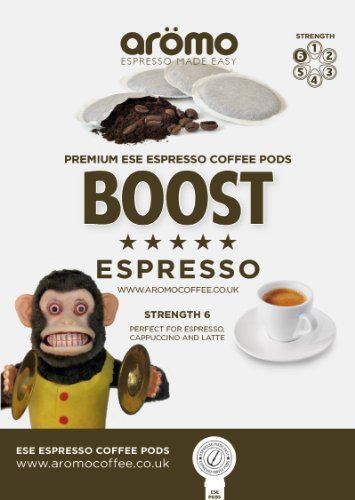 arömo
ESPRESSO MADE EASY
STRENGTH
1
6 2
5 3
4
PREMIUM ESE ESPRESSO COFFEE PODS
BOOST
ESPRESSO
WWW.AROMOCOFFEE.CO.UK
STRENGTH 6
PERFECT FOR ESPRESSO,
CAPPUCCINO AND LATTE
ESE ESPRESSO COFFEE PODS
www.aromocoffee.co.uk
ESE
PODS